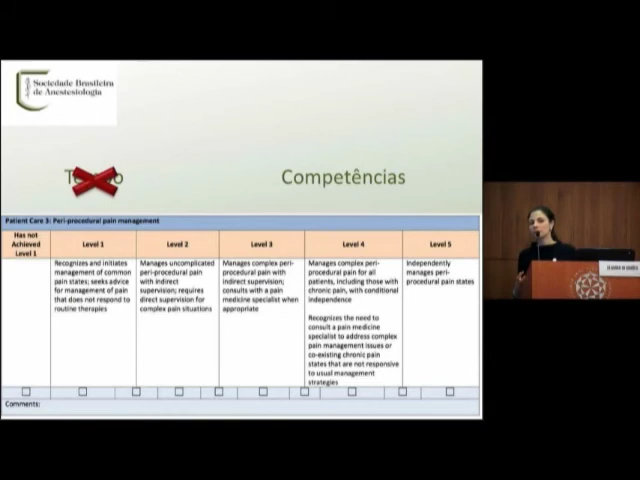 Sociedade Brasileira
de Anestesiologia
Competências
Patient Care 3: Peri-procedural pain management
Has not
Achieved
Level 1
Level 1
Level 2
Level 3
Level 4
Level 5
Recognizes and initiates
management of common
pain states; seeks advice
for management of pain
that does not respond to
routine therapies
Manages uncomplicated
peri-procedural pain
with indirect
supervision; requires
direct supervision for
complex pain situations
Manages complex peri-
procedural pain with
indirect supervision;
consults with a pain
medicine specialist when
appropriate
Manages complex peri-
procedural pain for all
patients, including those with
chronic pain, with conditional
independence
Recognizes the need to
consult a pain medicine
specialist to address complex
pain management issues or
co-existing chronic pain
states that are not responsive
to usual management
strategies
Independently
manages peri-
procedural pain states
Comments: